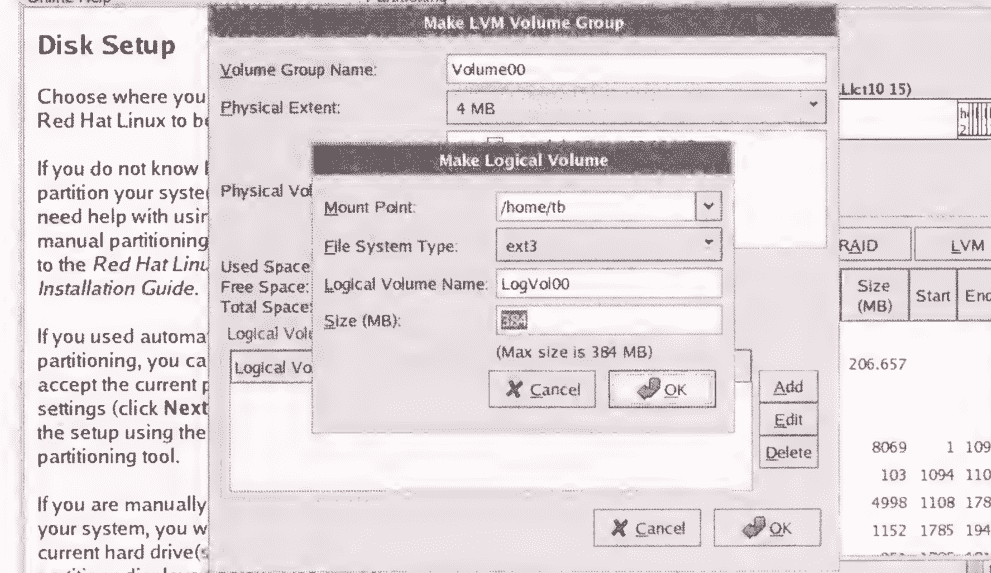 Make LVM Volume Group
Disk Setup
Choose where you
Red Hat Linux to be
If you do not know
partition your syste
need help with usin
manual partitioning
to the Red Hat Linu
Installation Guide.
If you used automa
partitioning, you ca
accept the current p
settings (click Next
the setup using the
partitioning tool.
If you are manually
your system, you w
current hard drive(s
Volume Group Name: Volume00
Physical Extent: 4 MB
Physical Vol
Used Space
Free Space:
Total Space:
Logical Volu
Logical Vo
Make Logical Volume
Mount Point: /home/tb
File System Type: ext3
Logical Volume Name: LogVol00
Size (MB): 384
(Max size is 384 MB)
Cancel OK
Add
Edit
Delete
Cancel OK
RAID LVM
Size (MB) Start End
206.657
8069 1 109
103 1094 110
4998 1108 178
1152 1785 194